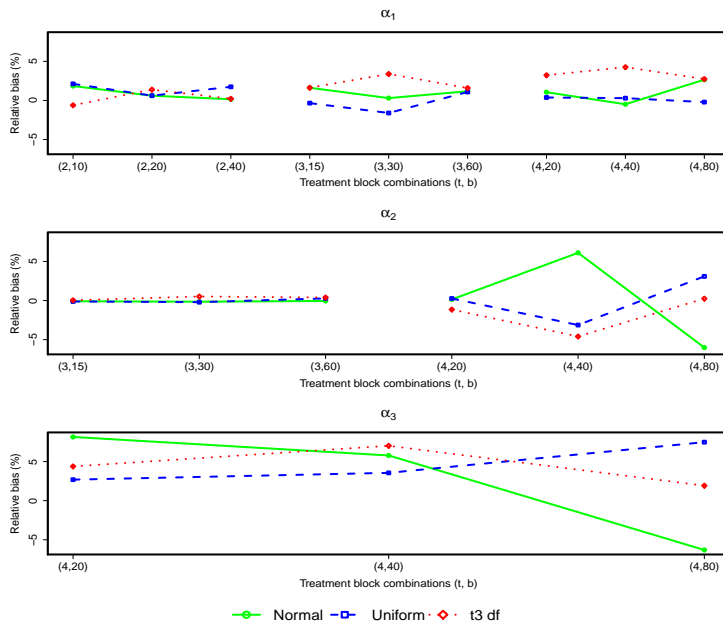 α1
Relative bias (%)
5
0
−5
(2,10) (2,20) (2,40) (3,15) (3,30) (3,60) (4,20) (4,40) (4,80)
Treatment block combinations (t, b)
α2
Relative bias (%)
5
0
−5
(3,15) (3,30) (3,60) (4,20) (4,40) (4,80)
Treatment block combinations (t, b)
α3
Relative bias (%)
5
0
−5
(4,20) (4,40) (4,80)
Treatment block combinations (t, b)
Normal Uniform t3 df